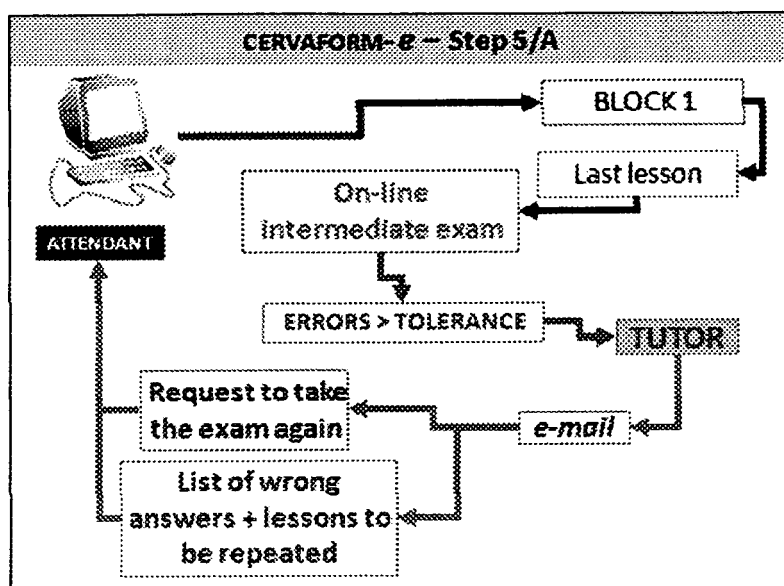 CERVAFORM-e – Step 5/A
BLOCK 1
Last lesson
On-line
intermediate exam
ATTENDANT
ERRORS > TOLERANCE
TUTOR
Request to take
the exam again
e-mail
List of wrong
answers + lessons to
be repeated